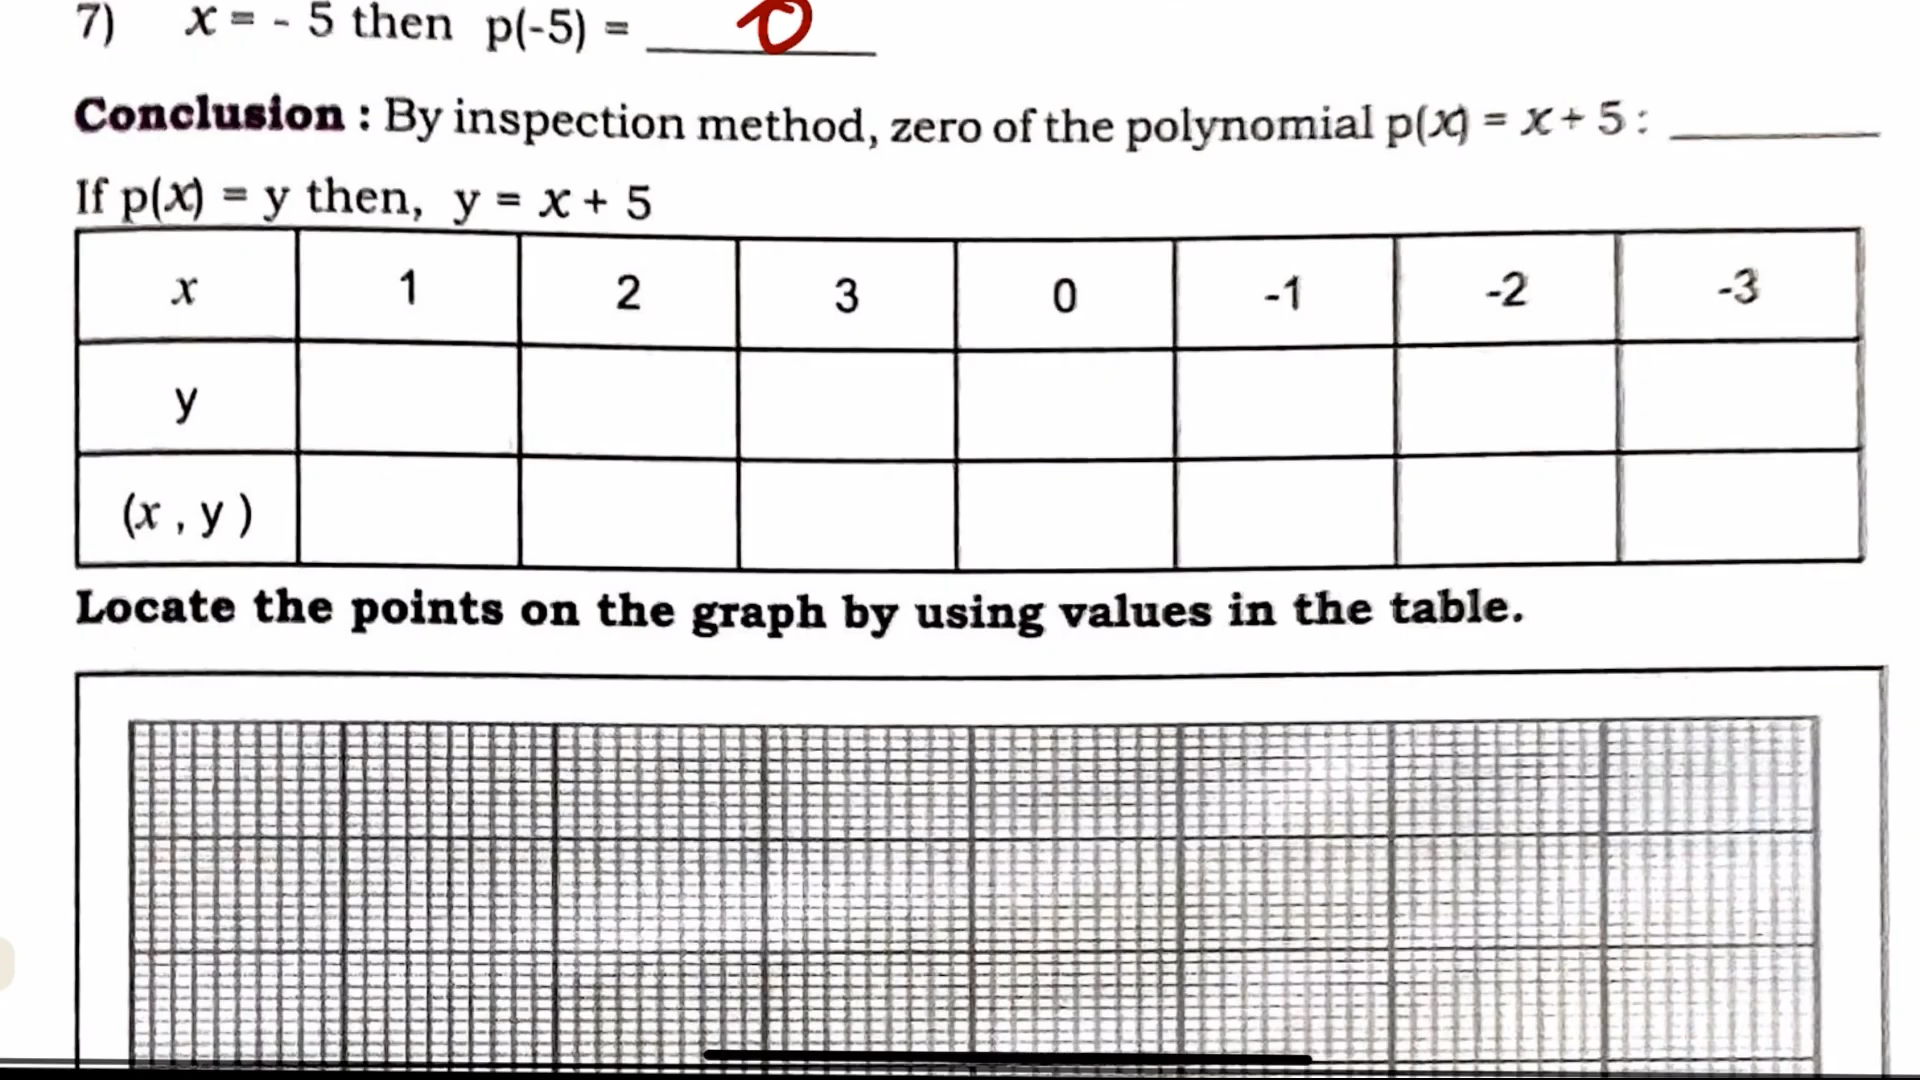 7) x = - 5 then p(-5) = 0
Conclusion : By inspection method, zero of the polynomial p(x) = x + 5 : ________
If p(x) = y then, y = x + 5
x 1 2 3 0 -1 -2 -3
y
(x , y )
Locate the points on the graph by using values in the table.